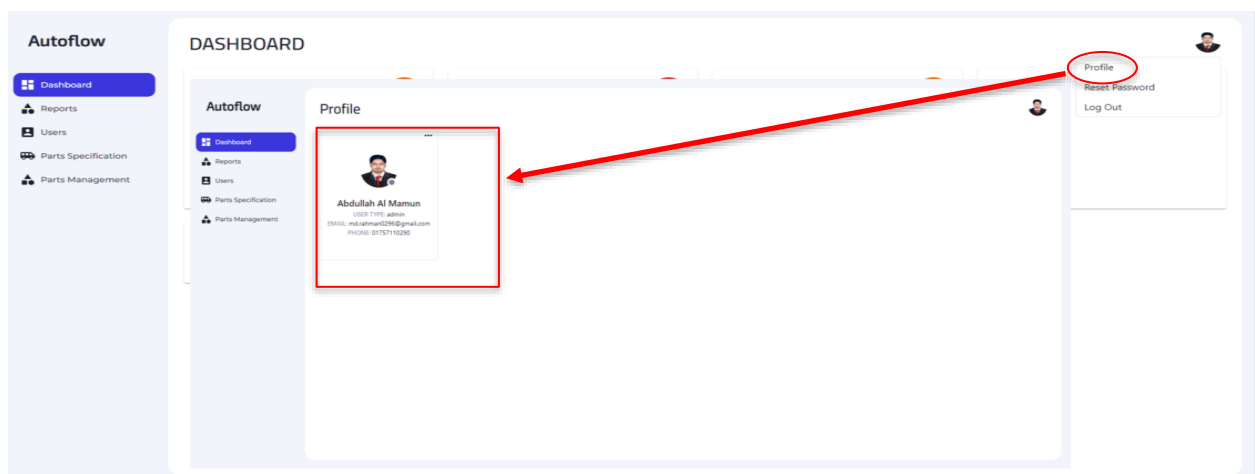 Autoflow
DASHBOARD
Dashboard
Reports
Users
Parts Specification
Parts Management
Profile
Reset Password
Log Out
Autoflow
Profile
Dashboard
Reports
Users
Parts Specification
Parts Management
Abdullah Al Mamun
USER TYPE: admin
EMAIL: md.rahman0296@gmail.com
PHONE: 01757110290